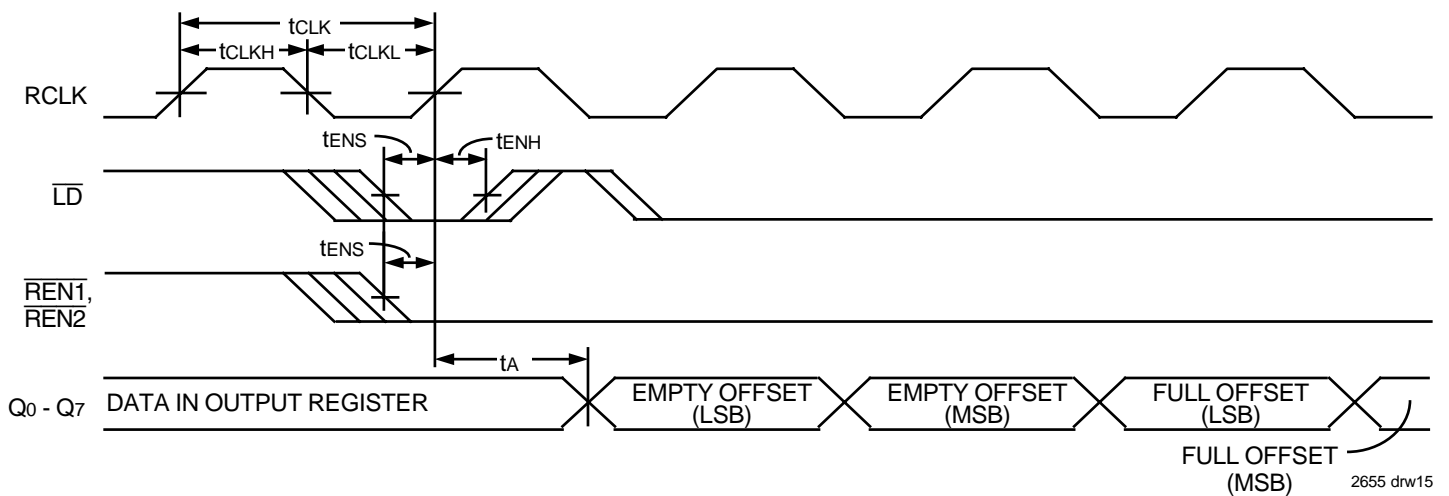 tCLK
tCLKH
tCLKL
RCLK
tENS
tENH
LD
tENS
REN1,
REN2
tA
Q0 - Q7
DATA IN OUTPUT REGISTER
EMPTY OFFSET
(LSB)
EMPTY OFFSET
(MSB)
FULL OFFSET
(LSB)
FULL OFFSET
(MSB)
2655 drw15